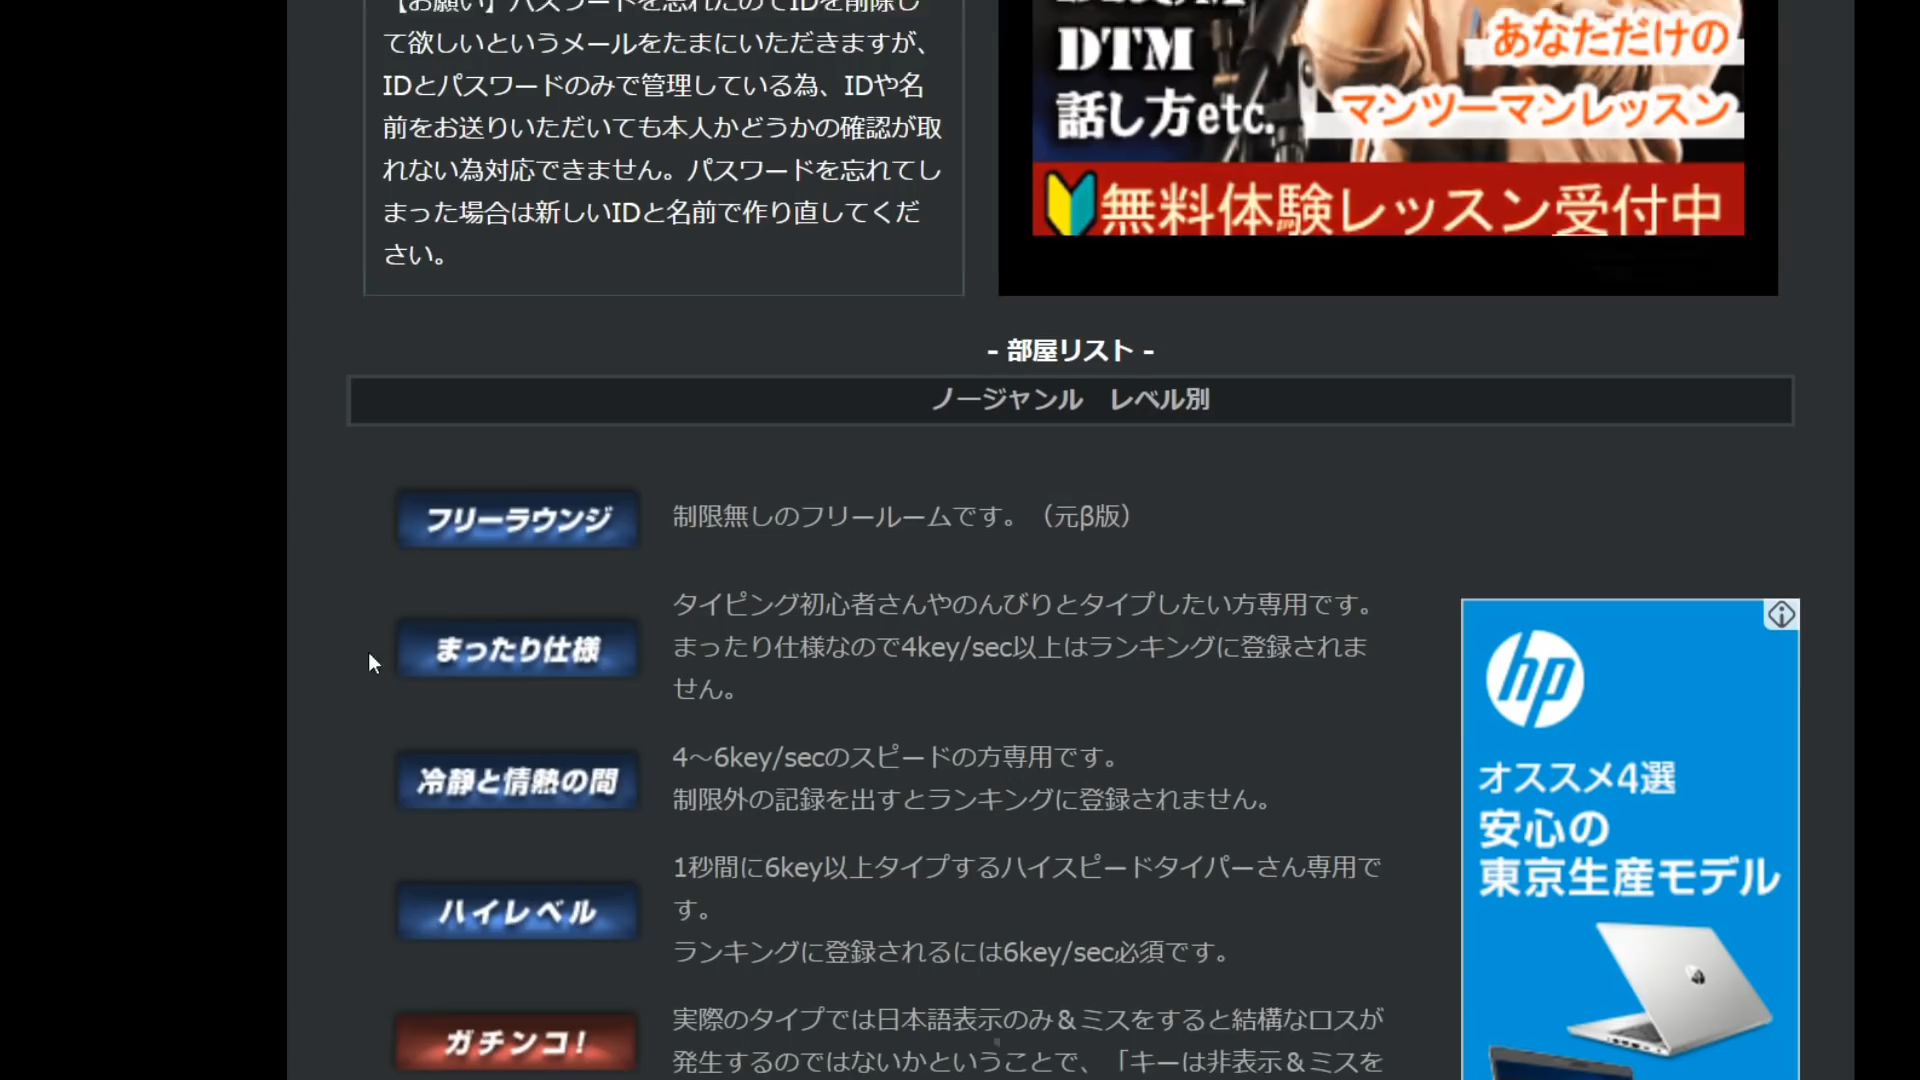 【お願い】パスワードを忘れたのでIDを削除し
て欲しいというメールをたまにいただきますが、
IDとパスワードのみで管理している為、IDや名
前をお送りいただいても本人かどうかの確認が取
れない為対応できません。パスワードを忘れてし
まった場合は新しいIDと名前で作り直してくだ
さい。
DTM
話し方etc.
あなただけの
マンツーマンレッスン
無料体験レッスン受付中
- 部屋リスト -
ノージャンル　レベル別
フリーラウンジ
制限無しのフリールームです。（元β版）
まったり仕様
タイピング初心者さんやのんびりとタイプしたい方専用です。
まったり仕様なので4key/sec以上はランキングに登録されま
せん。
冷静と情熱の間
4～6key/secのスピードの方専用です。
制限外の記録を出すとランキングに登録されません。
ハイレベル
1秒間に6key以上タイプするハイスピードタイパーさん専用で
す。
ランキングに登録されるには6key/sec必須です。
ガチンコ!
実際のタイプでは日本語表示のみ＆ミスをすると結構なロスが
発生するのではないかということで、「キーは非表示＆ミスを
hp
オススメ4選
安心の
東京生産モデル